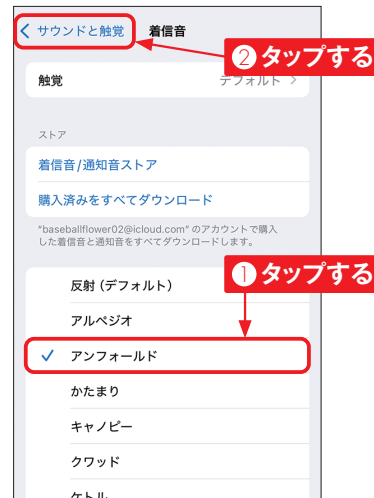 サウンドと触覚 着信音
❷タップする
触覚 デフォルト
ストア
着信音/通知音ストア
購入済みをすべてダウンロード
"baseballflower02@icloud.com" のアカウントで購入
した着信音と通知音をすべてダウンロードします。
❶タップする
反射（デフォルト）
アルペジオ
アンフォールド
かたまり
キャノピー
クワッド
ケトル